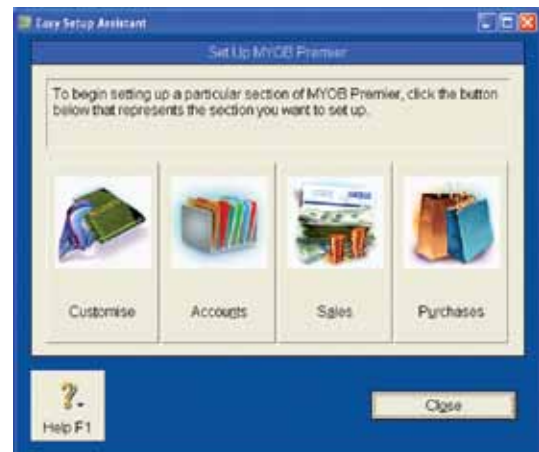 Easy Setup Assistant
Set Up MYOB Premier
To begin setting up a particular section of MYOB Premier, click the button
below that represents the section you want to set up.
Customise
Accounts
Sales
Purchases
?
Help F1
Close